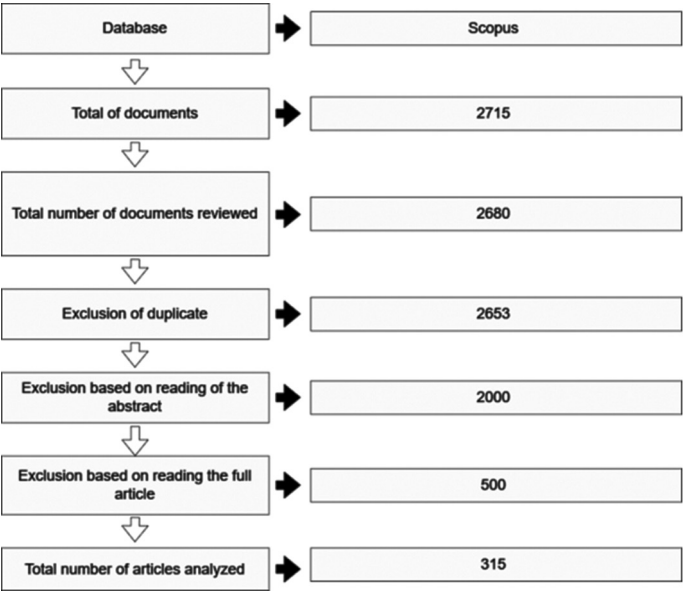 Database
Scopus
Total of documents
2715
Total number of documents reviewed
2680
Exclusion of duplicate
2653
Exclusion based on reading of the
abstract
2000
Exclusion based on reading the full
article
500
Total number of articles analyzed
315